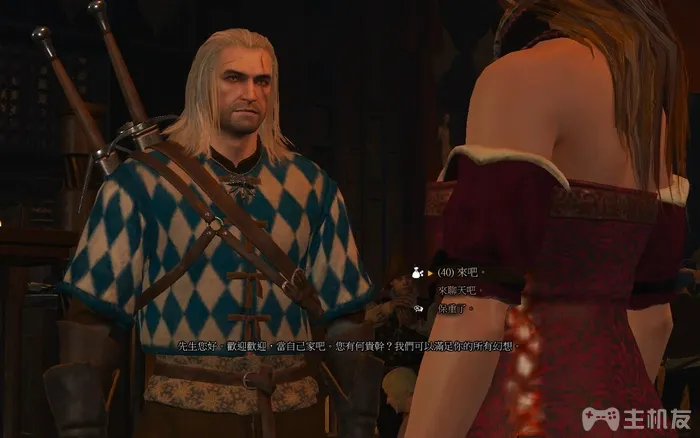 (40) 來吧。
來聊天吧。
保重了。
先生您好，歡迎歡迎，當自己家吧。您有何貴幹？我們可以滿足你的所有幻想。
主机友